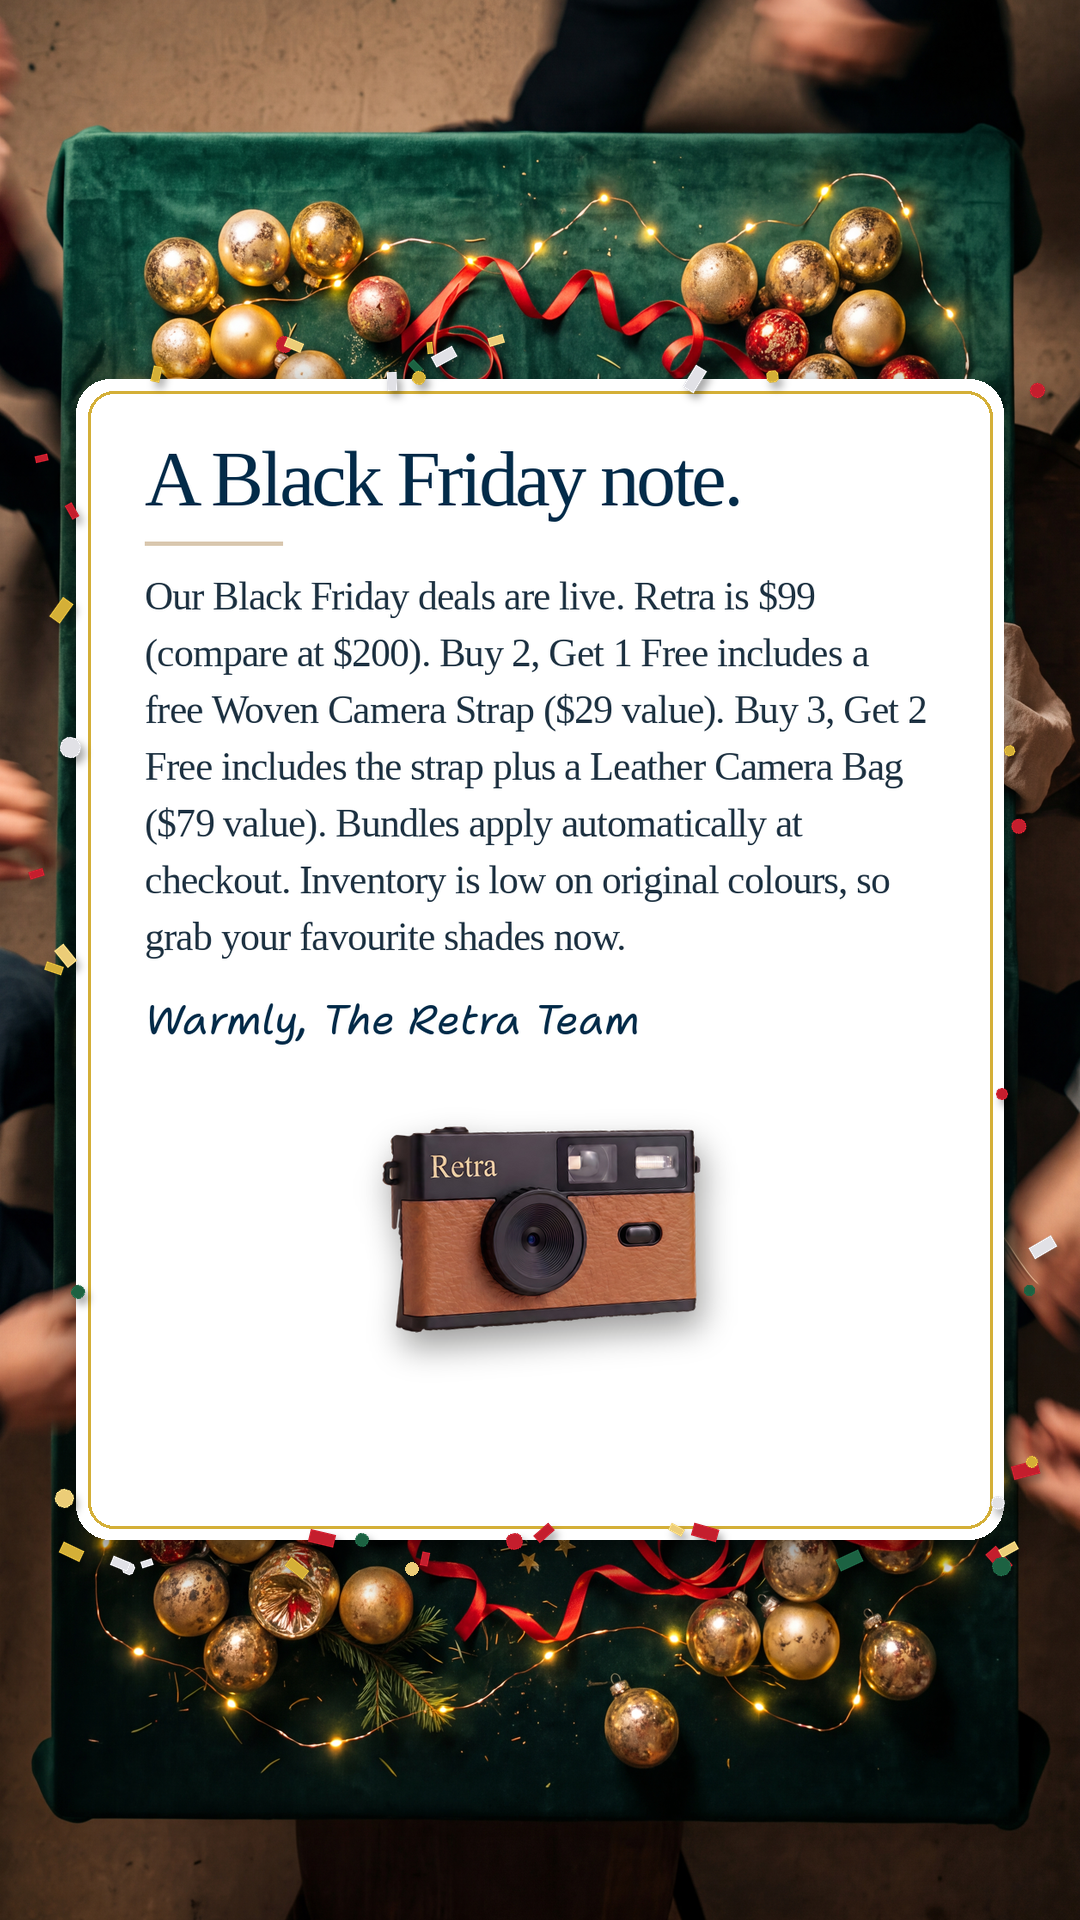 A Black Friday note.
Our Black Friday deals are live. Retra is $99
(compare at $200). Buy 2, Get 1 Free includes a
free Woven Camera Strap ($29 value). Buy 3, Get 2
Free includes the strap plus a Leather Camera Bag
($79 value). Bundles apply automatically at
checkout. Inventory is low on original colours, so
grab your favourite shades now.
Warmly, The Retra Team
Retra